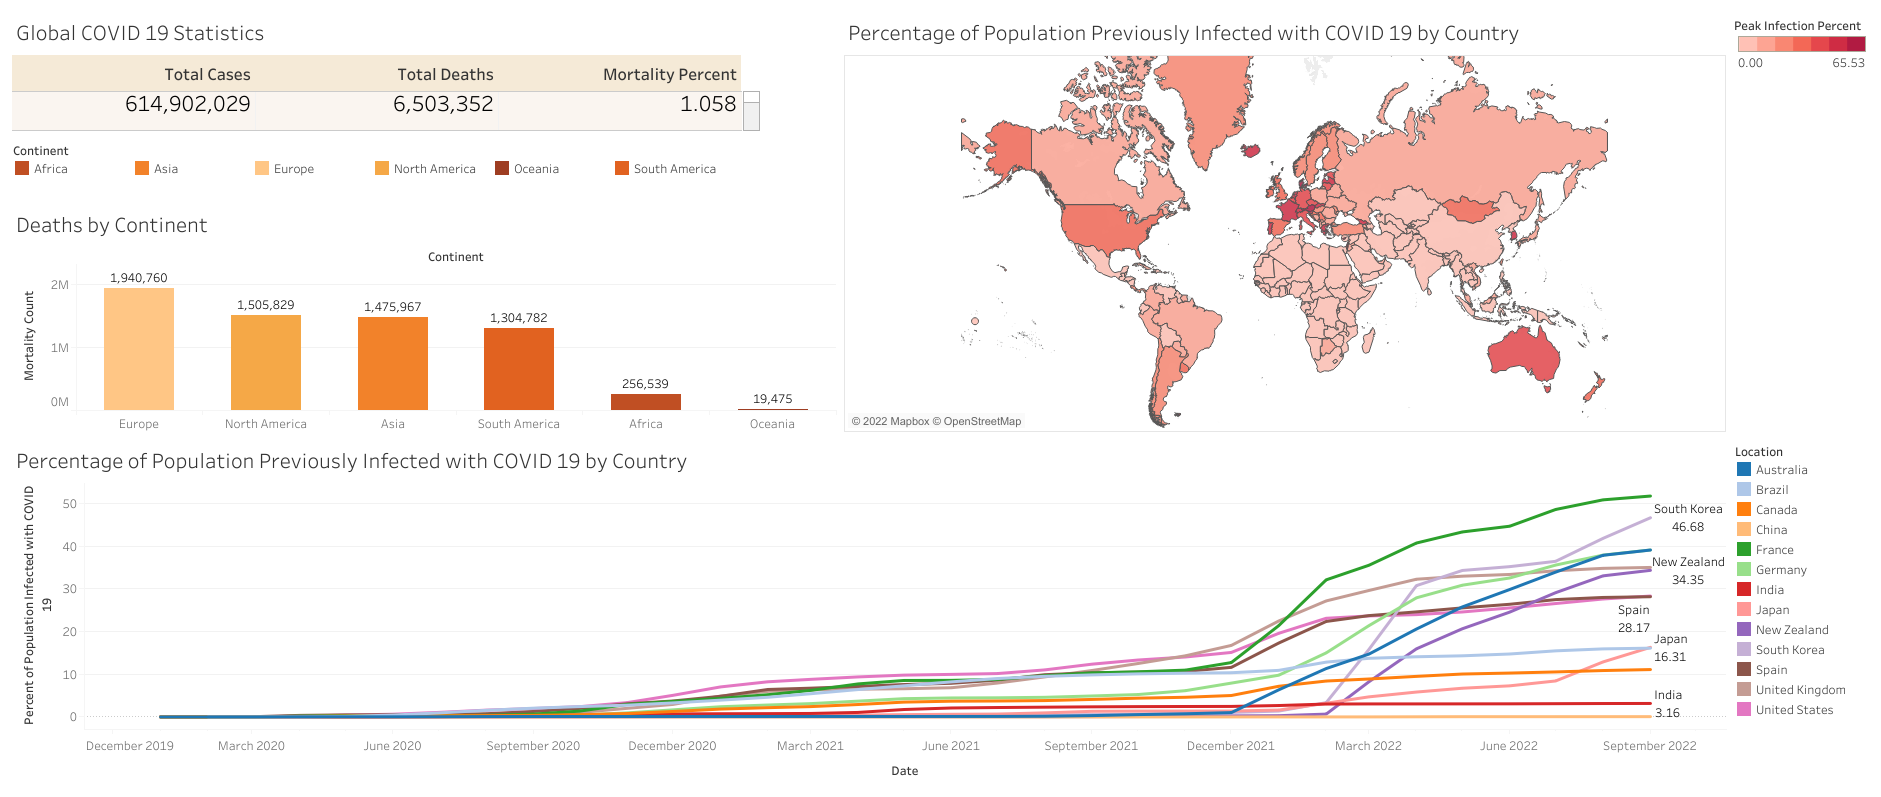 Global COVID 19 Statistics
Total Cases Total Deaths Mortality Percent
614,902,029 6,503,352 1.058
Continent
Africa Asia Europe North America Oceania South America
Deaths by Continent
Continent
Mortality Count
2M
1M
0M
1,940,760
1,505,829
1,475,967
1,304,782
256,539
19,475
Europe North America Asia South America Africa Oceania
Percentage of Population Previously Infected with COVID 19 by Country
© 2022 Mapbox © OpenStreetMap
Peak Infection Percent
0.00 65.53
Percentage of Population Previously Infected with COVID 19 by Country
Percent of Population Infected with COVID
19
50
40
30
20
10
0
South Korea
46.68
New Zealand
34.35
Spain
28.17
Japan
16.31
India
3.16
December 2019 March 2020 June 2020 September 2020 December 2020 March 2021 June 2021 September 2021 December 2021 March 2022 June 2022 September 2022
Date
Location
Australia
Brazil
Canada
China
France
Germany
India
Japan
New Zealand
South Korea
Spain
United Kingdom
United States